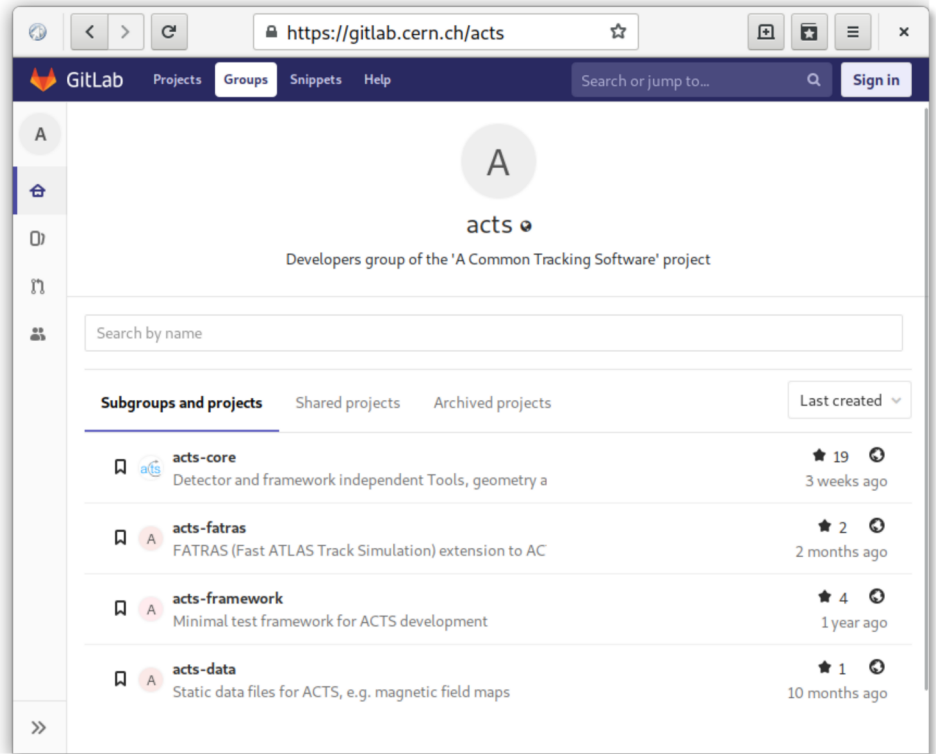 https://gitlab.cern.ch/acts
GitLab Projects Groups Snippets Help Search or jump to... Sign in
A
A
acts
Developers group of the 'A Common Tracking Software' project
Search by name
Subgroups and projects Shared projects Archived projects Last created
acts acts-core 19
Detector and framework independent Tools, geometry a 3 weeks ago
acts-fatras 2
A FATRAS (Fast ATLAS Track Simulation) extension to AC 2 months ago
acts-framework 4
A Minimal test framework for ACTS development 1 year ago
acts-data 1
A Static data files for ACTS, e.g. magnetic field maps 10 months ago